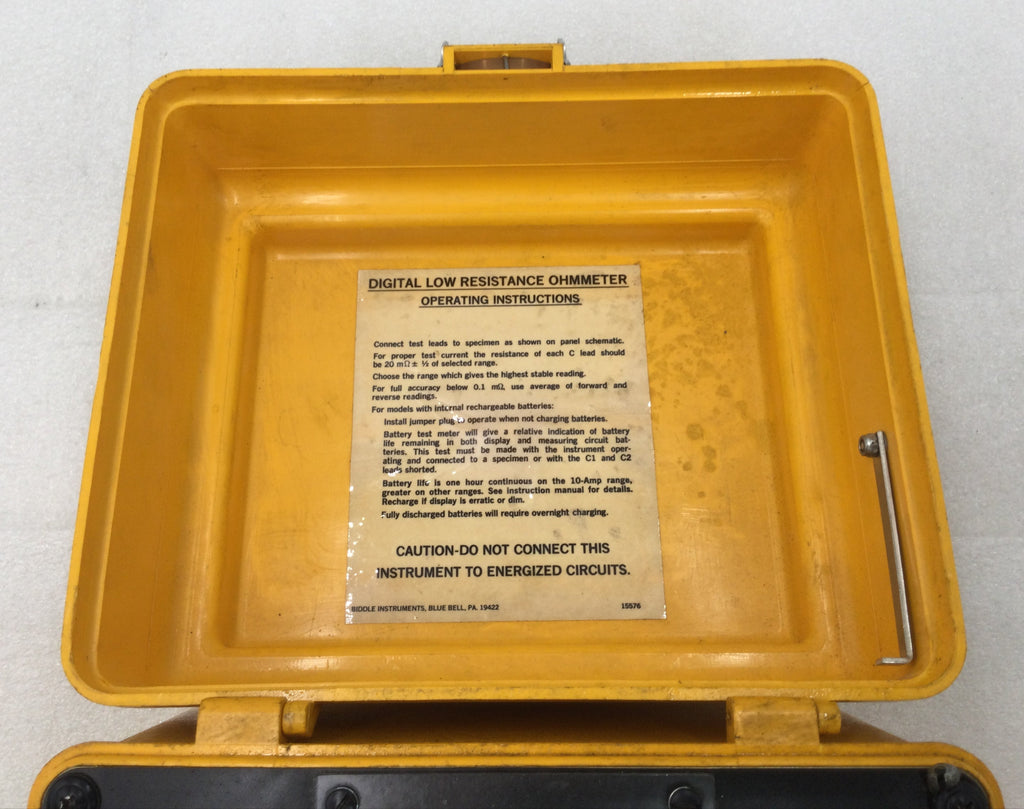 DIGITAL LOW RESISTANCE OHMMETER
OPERATING INSTRUCTIONS
Connect test leads to specimen as shown on panel schematic.
For proper test current the resistance of each C lead should
be 20 mΩ ± ½ of selected range.
Choose the range which gives the highest stable reading.
For full accuracy below 0.1 mΩ, use average of forward and
reverse readings.
For models with internal rechargeable batteries:
Install jumper plug to operate when not charging batteries.
Battery test meter will give a relative indication of battery
life remaining in both display and measuring circuit bat-
teries. This test must be made with the instrument oper-
ating and connected to a specimen or with the C1 and C2
leads shorted.
Battery life is one hour continuous on the 10-Amp range,
greater on other ranges. See instruction manual for details.
Recharge if display is erratic or dim.
Fully discharged batteries will require overnight charging.
CAUTION-DO NOT CONNECT THIS
INSTRUMENT TO ENERGIZED CIRCUITS.
BIDDLE INSTRUMENTS, BLUE BELL, PA. 19422 15576